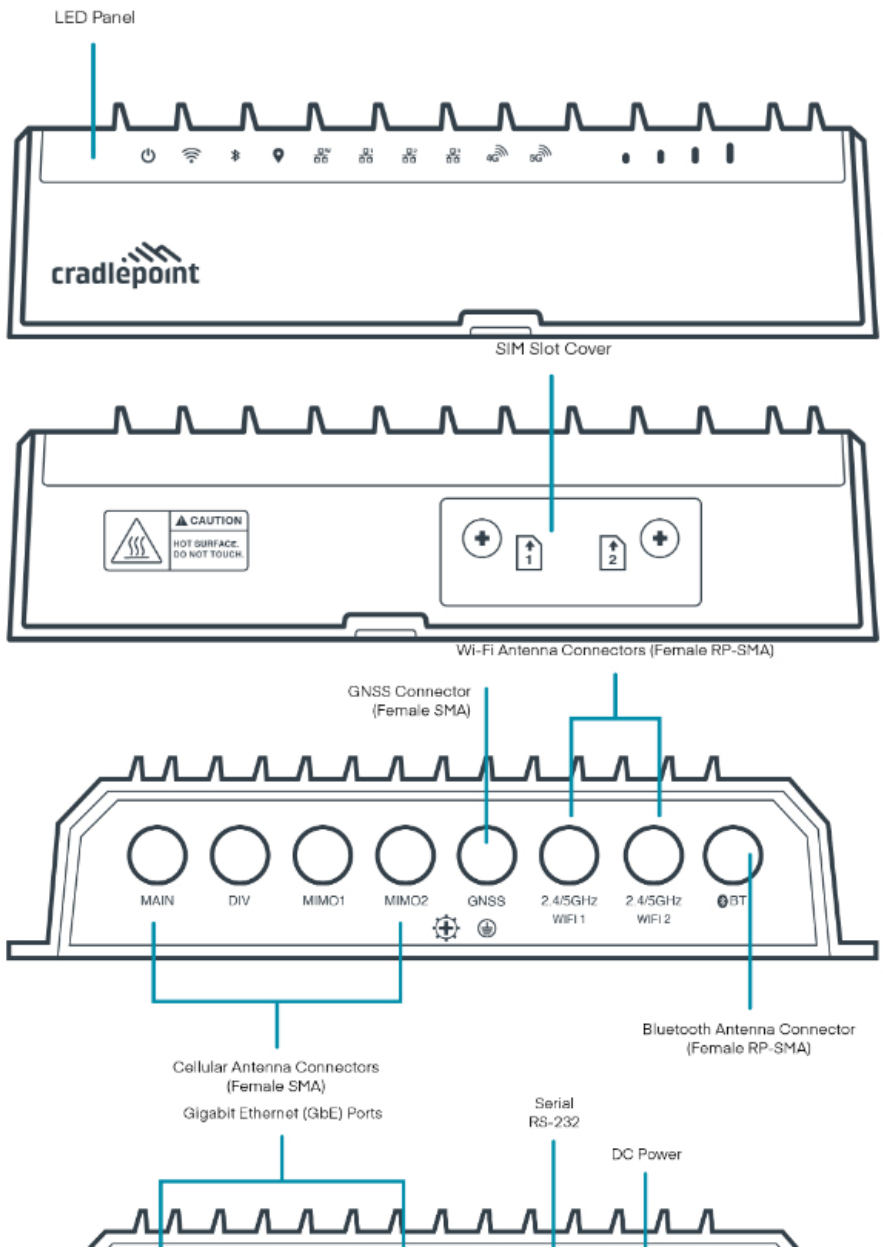 LED Panel
4G 5G
cradlepoint
SIM Slot Cover
CAUTION
HOT SURFACE.
DO NOT TOUCH.
1 2
Wi-Fi Antenna Connectors (Female RP-SMA)
GNSS Connector
(Female SMA)
MAIN DIV MIMO1 MIMO2 GNSS 2.4/5GHz 2.4/5GHz BT
WIFI 1 WIFI 2
Bluetooth Antenna Connector
(Female RP-SMA)
Cellular Antenna Connectors
(Female SMA)
Gigabit Ethernet (GbE) Ports
Serial
RS-232
DC Power